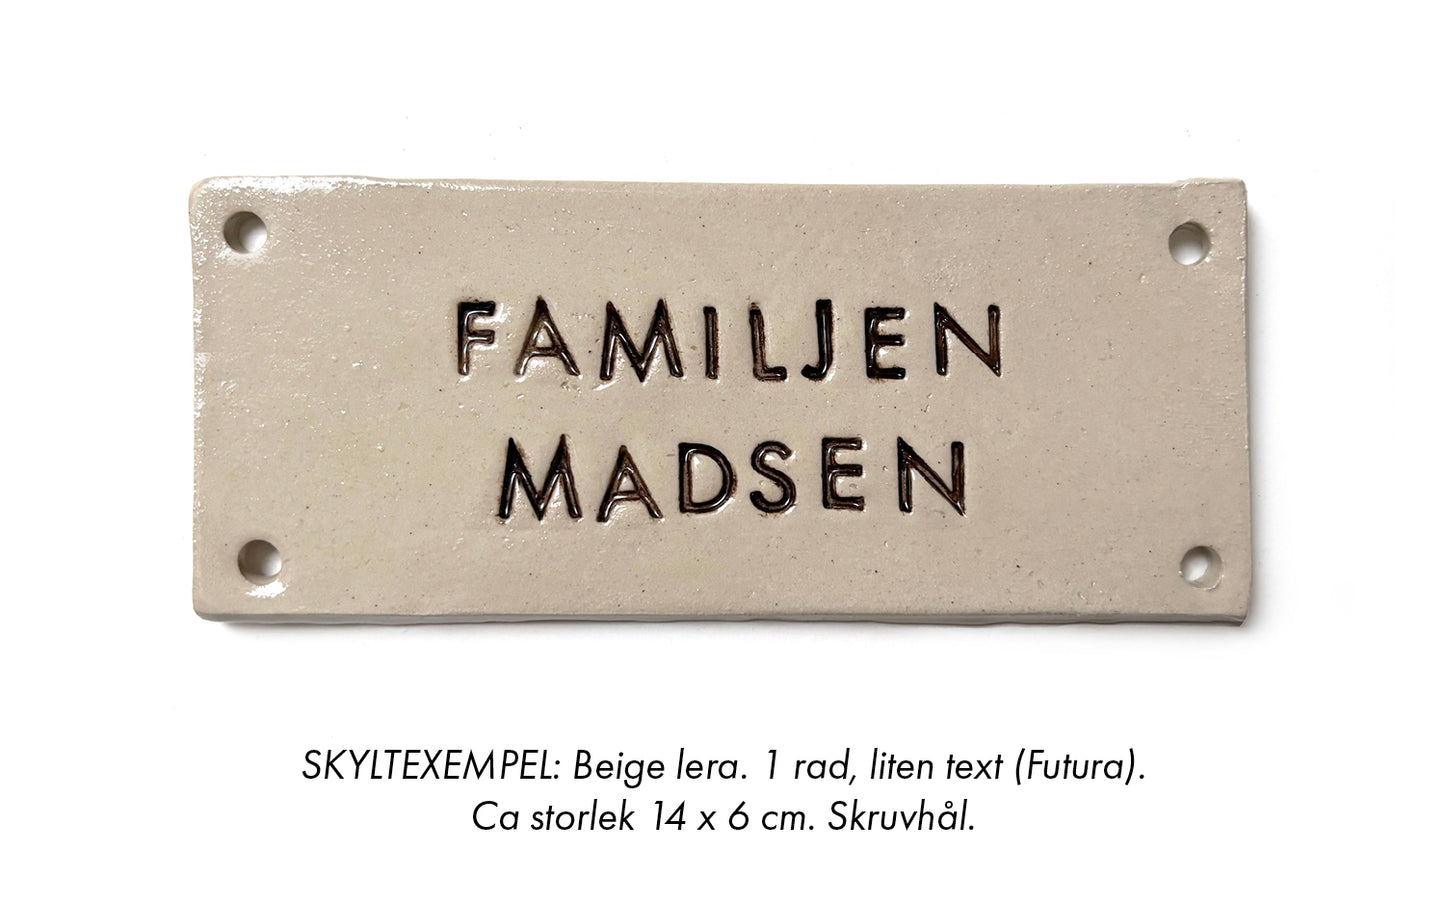 FAMILJEN
MADSEN
SKYLTEXEMPEL: Beige lera. 1 rad, liten text (Futura).
Ca storlek 14 x 6 cm. Skruvhål.